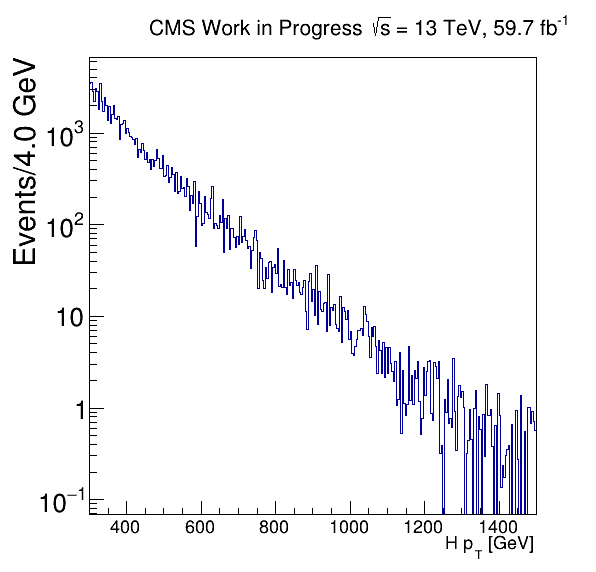 CMS Work in Progress √s = 13 TeV, 59.7 fb⁻¹
Events/4.0 GeV
10³
10²
10
1
10⁻¹
400 600 800 1000 1200 1400
H p_T [GeV]